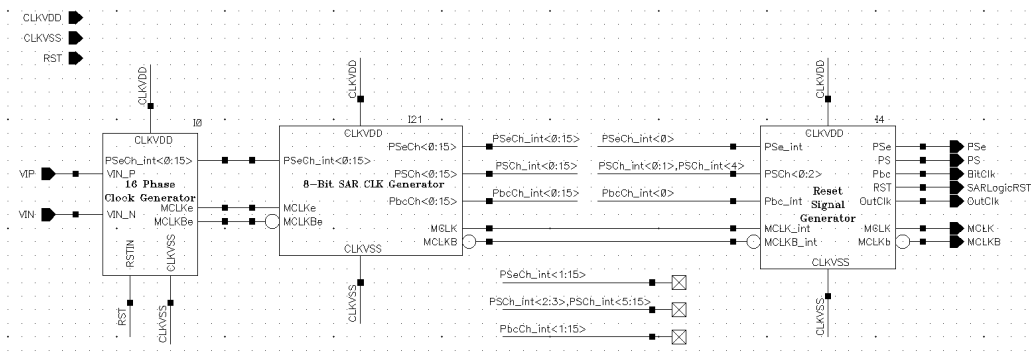 CLKVDD
CLKVSS
RST
CLKVDD
CLKVDD
CLKVDD
I0
I21
I4
CLKVDD
PSeCh_int<0:15>
VIP
VIN_P
16 Phase
Clock Generator
VIN
VIN_N
MCLKe
MCLKBe
RSTIN
CLKVSS
RST
CLKVSS
CLKVDD
PSeCh<0:15>
PSeCh_int<0:15>
PSCh<0:15>
8-Bit SAR CLK Generator
PbcCh<0:15>
MCLKe
MCLKBe
MCLK
MCLKB
CLKVSS
CLKVSS
PSeCh_int<0:15>
PSCh_int<0:15>
PbcCh_int<0:15>
PSeCh_int<0>
PSCh_int<0:1>,PSCh_int<4>
PbcCh_int<0>
CLKVDD
PSe_int
PSe
PSe
PS
PS
PSCh<0:2>
Pbc
BitClk
Reset
Signal
Generator
RST
SARLogicRST
Pbc_int
OutClk
OutClk
MCLK_int
MCLK
MCLK
MCLKB_int
MCLKb
MCLKB
CLKVSS
CLKVSS
PSeCh_int<1:15>
PSCh_int<2:3>,PSCh_int<5:15>
PbcCh_int<1:15>